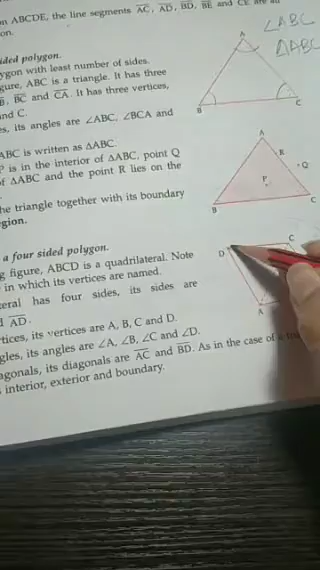 n ABCDE, the line segments AC, AD, BD, BE and CE are all
on.
∠ABC
ΔABC
ided polygon.
ygon with least number of sides.
gure, ABC is a triangle. It has three
B, BC and CA. It has three vertices,
nd C.
es, its angles are ∠ABC, ∠BCA and
A
B
C
ABC is written as ΔABC.
P is in the interior of ΔABC, point Q
of ΔABC and the point R lies on the
he triangle together with its boundary
gion.
A
R
Q
P
B
C
a four sided polygon.
g figure, ABCD is a quadrilateral. Note
in which its vertices are named.
teral has four sides, its sides are
d AD.
tices, its vertices are A, B, C and D.
gles, its angles are ∠A, ∠B, ∠C and ∠D.
agonals, its diagonals are AC and BD. As in the case of a
interior, exterior and boundary.
C
D
A